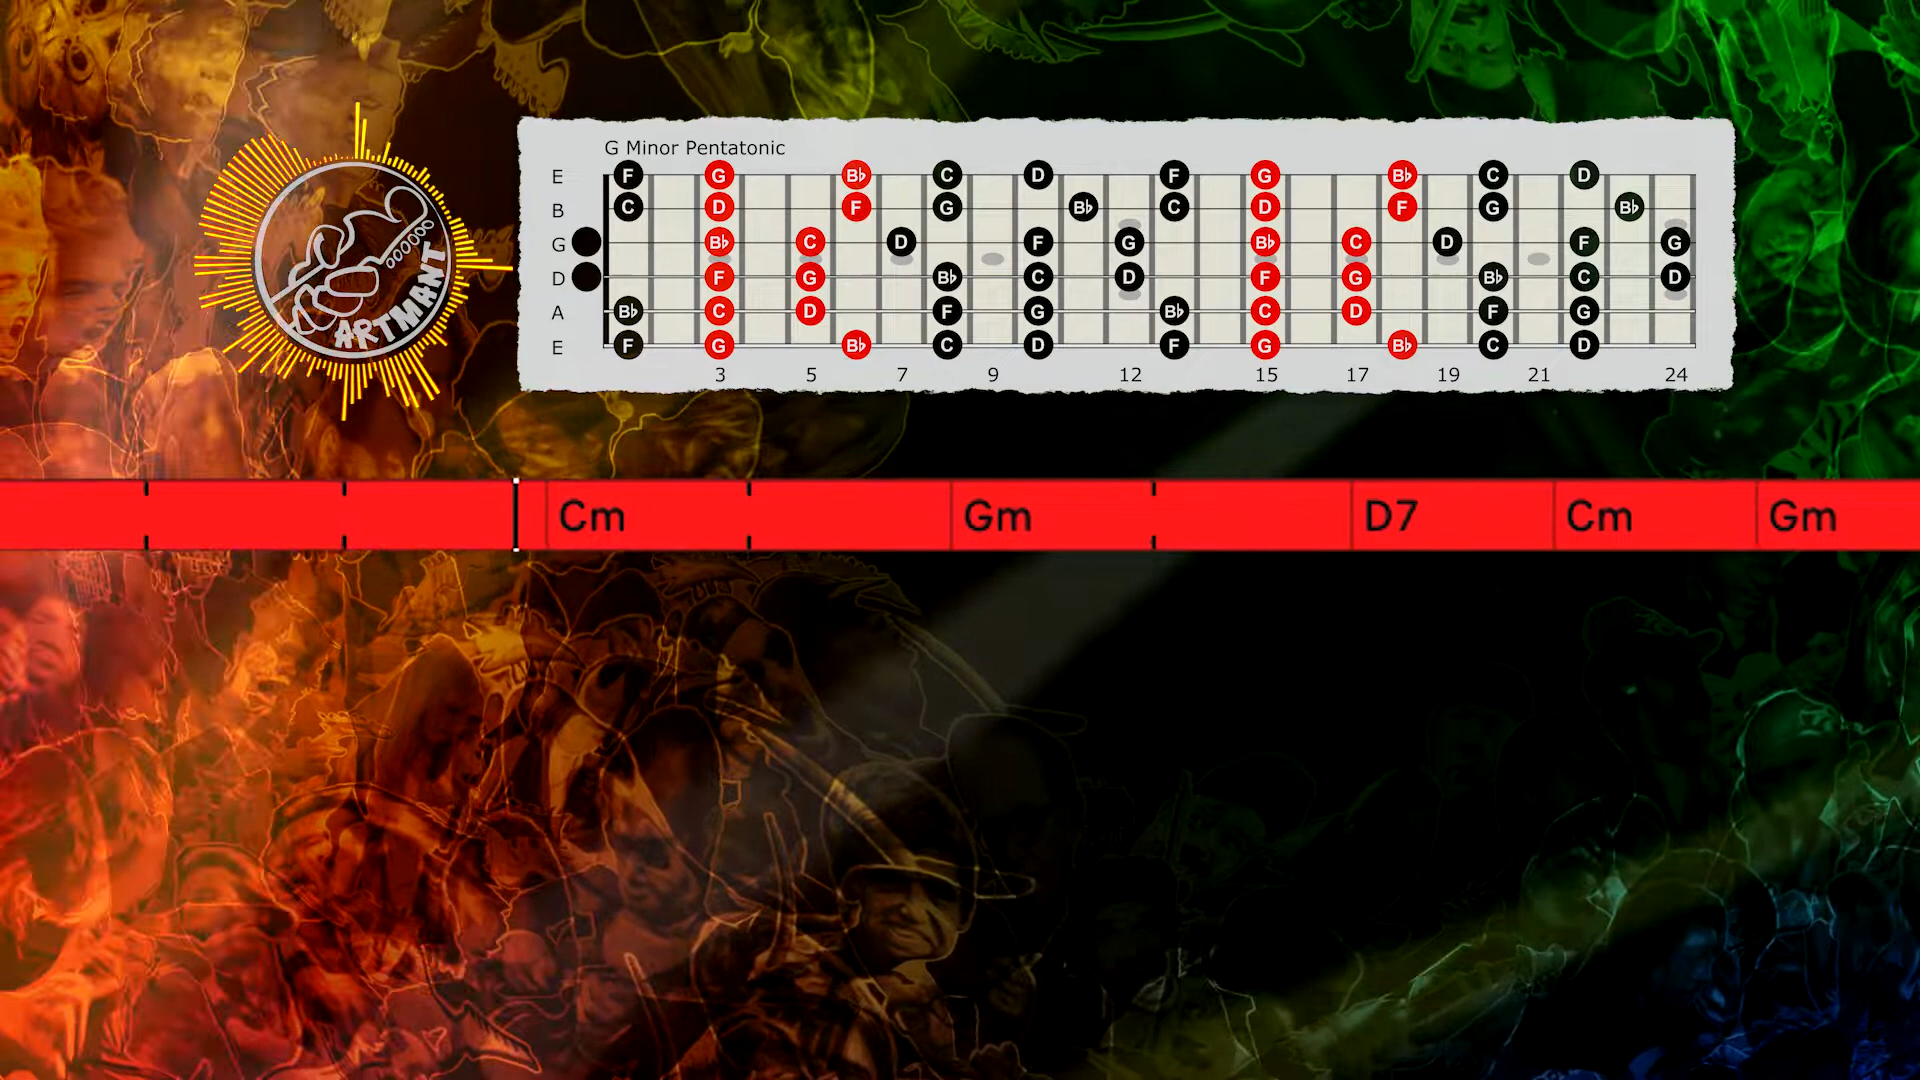 G Minor Pentatonic
E F G B♭ C D F G B♭ C D
B C D F G B♭ C D F G B♭
G B♭ C D F G B♭ C D F G
D F G B♭ C D F G B♭ C D
A B♭ C D F G B♭ C D F G
E F G B♭ C D F G B♭ C D
3 5 7 9 12 15 17 19 21 24
ARTMANT
Cm Gm D7 Cm Gm